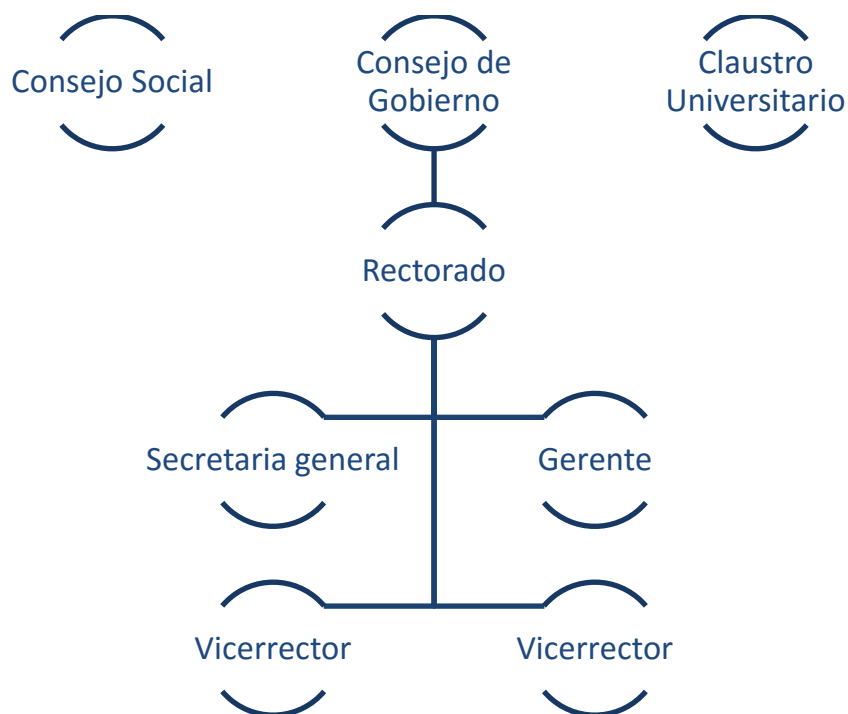 Consejo Social
Consejo de
Gobierno
Claustro
Universitario
Rectorado
Secretaria general
Gerente
Vicerrector
Vicerrector